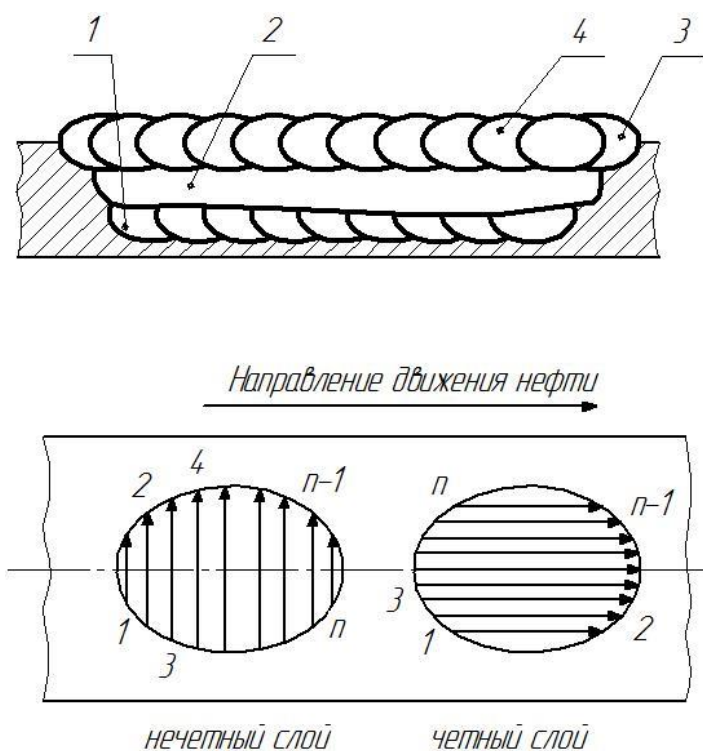 1 2 4 3
Направление движения нефти
2 4 n-1
1 3 n
n n-1
3 1 2
нечетный слой четный слой